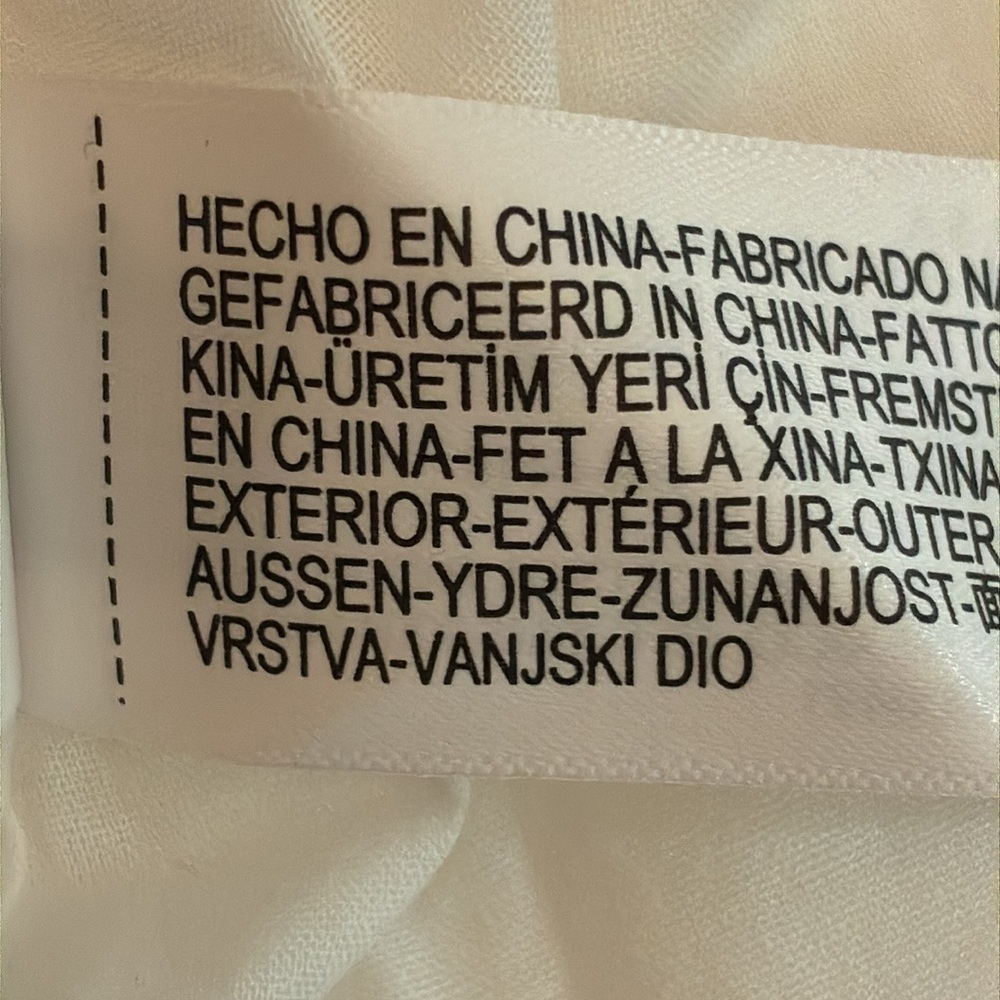 HECHO EN CHINA-FABRICADO
GEFABRICEERD IN CHINA-FATTO
KINA-ÜRETİM YERİ ÇİN-FREMST
EN CHINA-FET A LA XINA-TXINA
EXTERIOR-EXTÉRIEUR-OUTER
AUSSEN-YDRE-ZUNANJOST-面
VRSTVA-VANJSKI DIO